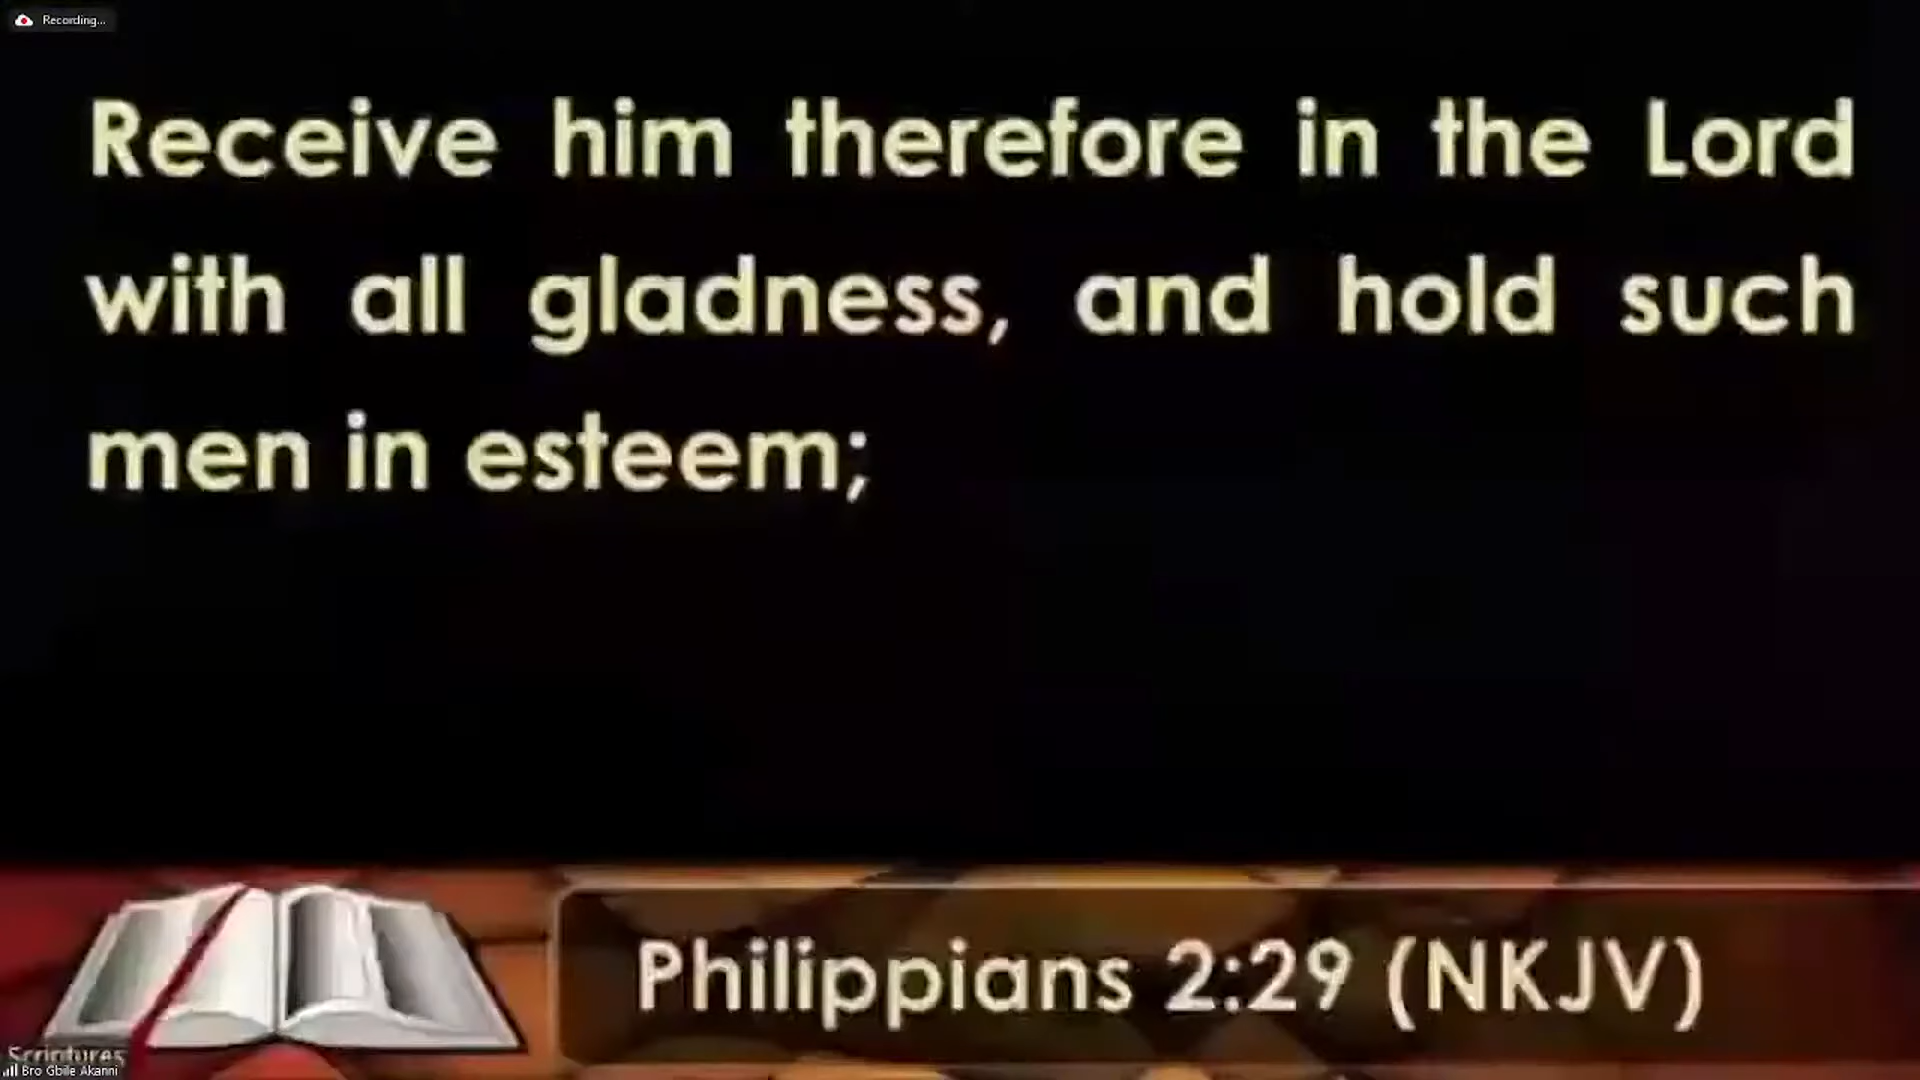 Recording...
Receive him therefore in the Lord
with all gladness, and hold such
men in esteem;
Philippians 2:29 (NKJV)
Scriptures
Bro Gbile Akanni